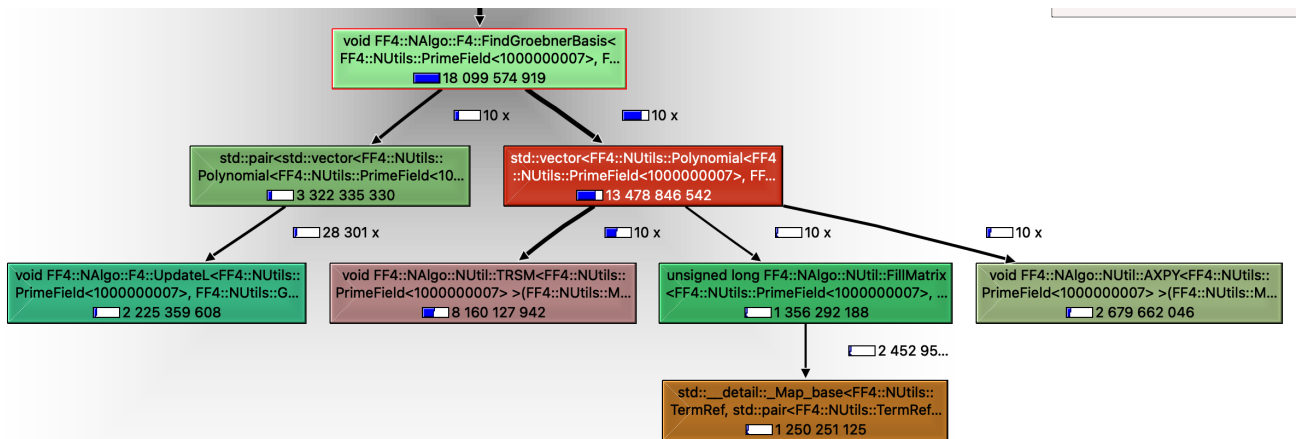 void FF4::NAlgo::F4::FindGroebnerBasis<
FF4::NUtils::PrimeField<1000000007>, F...
18 099 574 919
10 x
10 x
std::pair<std::vector<FF4::NUtils::
Polynomial<FF4::NUtils::PrimeField<10...
3 322 335 330
std::vector<FF4::NUtils::Polynomial<FF4
::NUtils::PrimeField<1000000007>, FF...
13 478 846 542
28 301 x
10 x
10 x
10 x
void FF4::NAlgo::F4::UpdateL<FF4::NUtils::
PrimeField<1000000007>, FF4::NUtils::G...
2 225 359 608
void FF4::NAlgo::NUtil::TRSM<FF4::NUtils::
PrimeField<1000000007> >(FF4::NUtils::M...
8 160 127 942
unsigned long FF4::NAlgo::NUtil::FillMatrix
<FF4::NUtils::PrimeField<1000000007>, ...
1 356 292 188
void FF4::NAlgo::NUtil::AXPY<FF4::NUtils::
PrimeField<1000000007> >(FF4::NUtils::M...
2 679 662 046
2 452 95...
std::__detail::_Map_base<FF4::NUtils::
TermRef, std::pair<FF4::NUtils::TermRef...
1 250 251 125